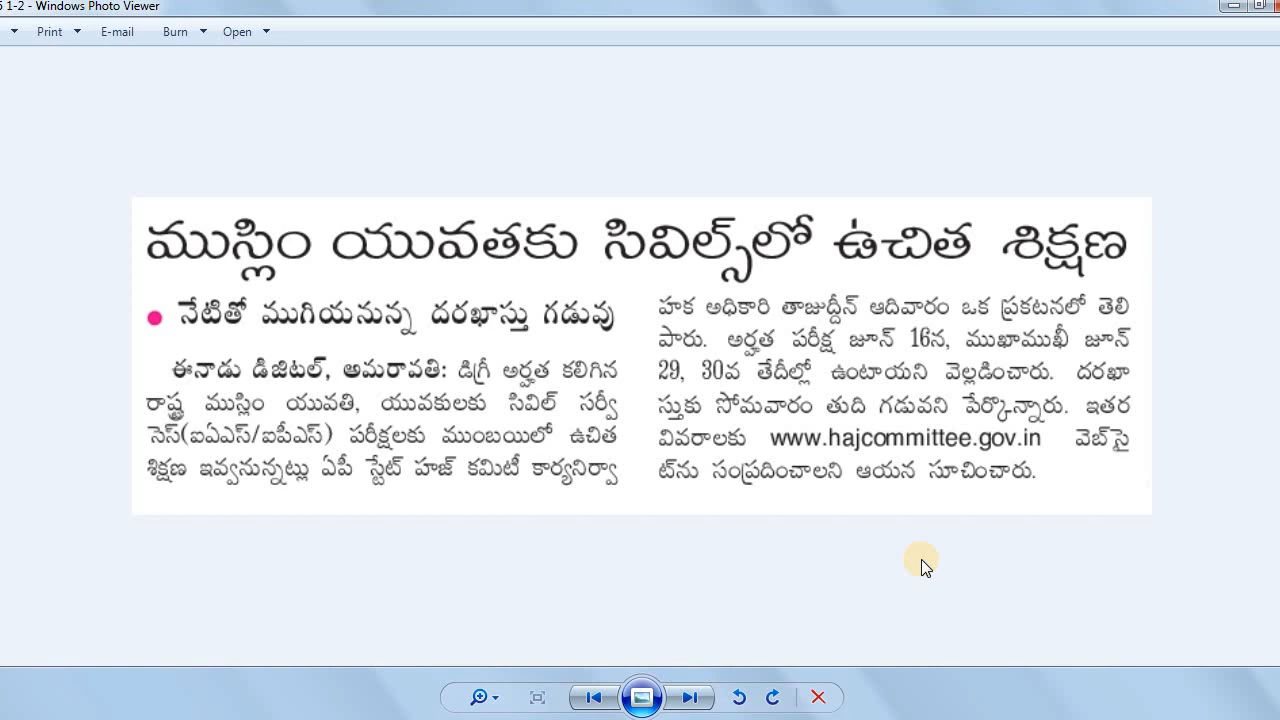 5 1-2 - Windows Photo Viewer
Print E-mail Burn Open
ముస్లిం యువతకు సివిల్స్‌లో ఉచిత శిక్షణ
నేటితో ముగియనున్న దరఖాస్తు గడువు
ఈనాడు డిజిటల్, అమరావతి: డిగ్రీ అర్హత కలిగిన
రాష్ట్ర ముస్లిం యువతి, యువకులకు సివిల్ సర్వీ
సెస్(ఐఏఎస్/ఐపీఎస్) పరీక్షలకు ముంబయిలో ఉచిత
శిక్షణ ఇవ్వనున్నట్లు ఏపీ స్టేట్ హజ్ కమిటీ కార్యనిర్వా
హక అధికారి తాజుద్దీన్ ఆదివారం ఒక ప్రకటనలో తెలి
పారు. అర్హత పరీక్ష జూన్ 16న, ముఖాముఖీ జూన్
29, 30వ తేదీల్లో ఉంటాయని వెల్లడించారు. దరఖా
స్తుకు సోమవారం తుది గడువని పేర్కొన్నారు. ఇతర
వివరాలకు www.hajcommittee.gov.in వెబ్‌సై
ట్‌ను సంప్రదించాలని ఆయన సూచించారు.